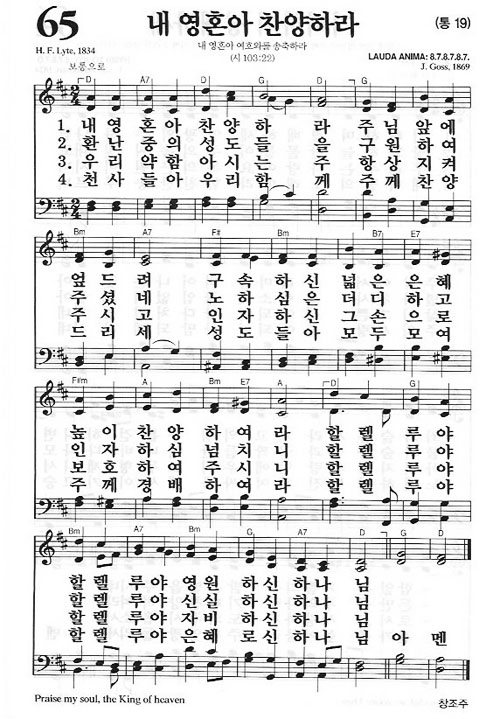 65
내 영혼아 찬양하라
(통 19)
내 영혼아 여호와를 송축하라
(시 103:22)
H. F. Lyte, 1834
LAUDA ANIMA: 8.7.8.7.8.7.
J. Goss, 1869
보통으로
D G D A7 D A D G
1. 내 영 혼 아 찬 양 하 라 주 님 앞 에
2. 환 난 중 의 성 도 들 을 구 원 하 여
3. 우 리 약 함 아 시 는 주 항 상 지 켜
4. 천 사 들 아 우 리 함 께 주 께 찬 양
Bm A7 F# Bm B7 E7
엎 드 려 구 속 하 신 넓 은 은 혜
주 셨 네 노 하 심 은 더 디 하 고
주 시 고 인 자 하 신 그 손 으 로
드 리 세 성 도 들 아 모 두 모 여
F#m A Bm E7 A D G
높 이 찬 양 하 여 라 할 렐 루 야
인 자 하 심 넘 치 니 할 렐 루 야
보 호 하 여 주 시 니 할 렐 루 야
주 께 경 배 하 여 라 할 렐 루 야
Bm A7 Bm D A7 D G D
할 렐 루 야 영 원 하 신 하 나 님
할 렐 루 야 신 실 하 신 하 나 님
할 렐 루 야 자 비 하 신 하 나 님
할 렐 루 야 은 혜 로 신 하 나 님 아 멘
Praise my soul, the King of heaven
창조주